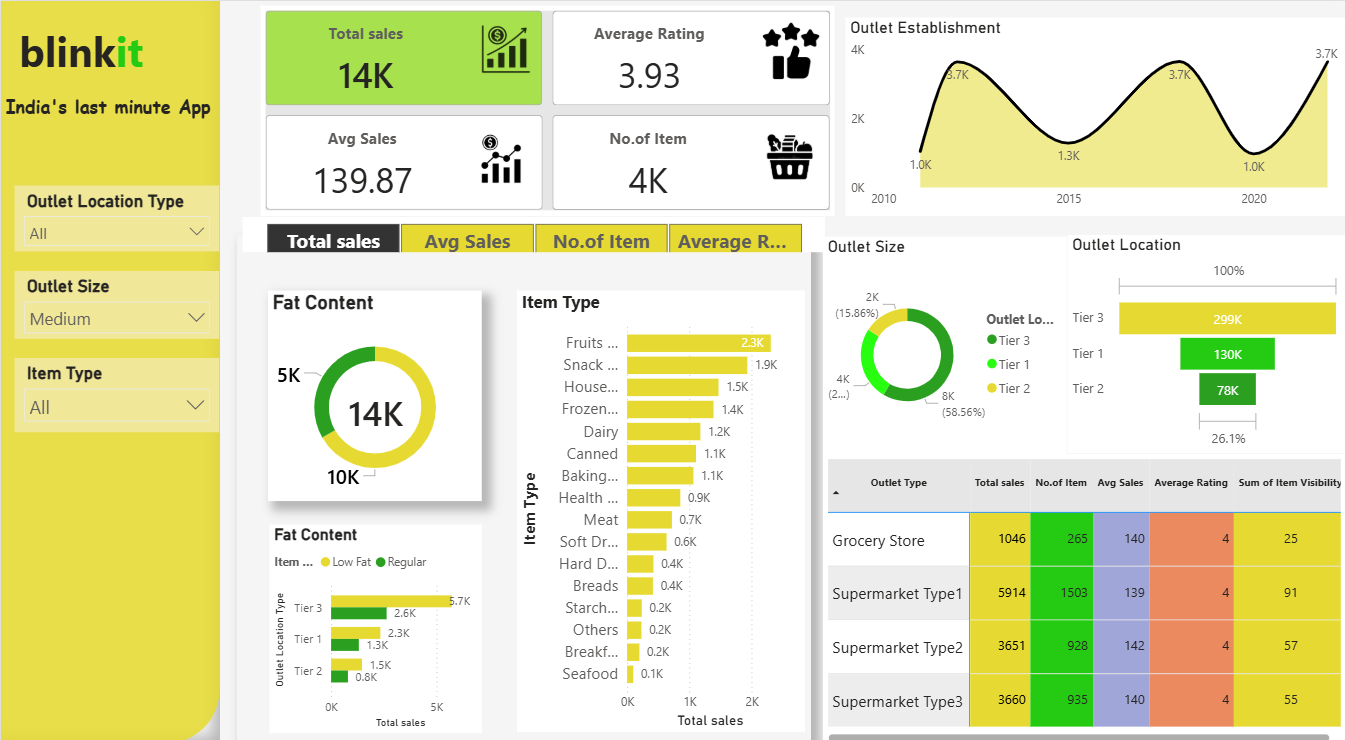 blinkit
India's last minute App
Outlet Location Type
All
Outlet Size
Medium
Item Type
All
Total sales
14K
Average Rating
3.93
Avg Sales
139.87
No.of Item
4K
Outlet Establishment
4K
2K
0K
1.0K
3.7K
1.3K
3.7K
1.0K
3.7K
2010
2015
2020
Total sales
Avg Sales
No.of Item
Average R...
Fat Content
5K
14K
10K
Fat Content
Item ...
Low Fat
Regular
Outlet Location Type
Tier 3
5.7K
2.6K
Tier 1
2.3K
1.3K
Tier 2
1.5K
0.8K
0K
5K
Total sales
Item Type
Item Type
Fruits ...
2.3K
Snack ...
1.9K
House...
1.5K
Frozen...
1.4K
Dairy
1.2K
Canned
1.1K
Baking...
1.1K
Health ...
0.9K
Meat
0.7K
Soft Dr...
0.6K
Hard D...
0.4K
Breads
0.4K
Starch...
0.2K
Others
0.2K
Breakf...
0.2K
Seafood
0.1K
0K
1K
2K
Total sales
Outlet Size
2K
(15.86%)
4K
(2...)
8K
(58.56%)
Outlet Lo...
Tier 3
Tier 1
Tier 2
Outlet Location
100%
Tier 3
299K
Tier 1
130K
Tier 2
78K
26.1%
Outlet Type Total sales No.of Item Avg Sales Average Rating Sum of Item Visibility
Grocery Store 1046 265 140 4 25
Supermarket Type1 5914 1503 139 4 91
Supermarket Type2 3651 928 142 4 57
Supermarket Type3 3660 935 140 4 55